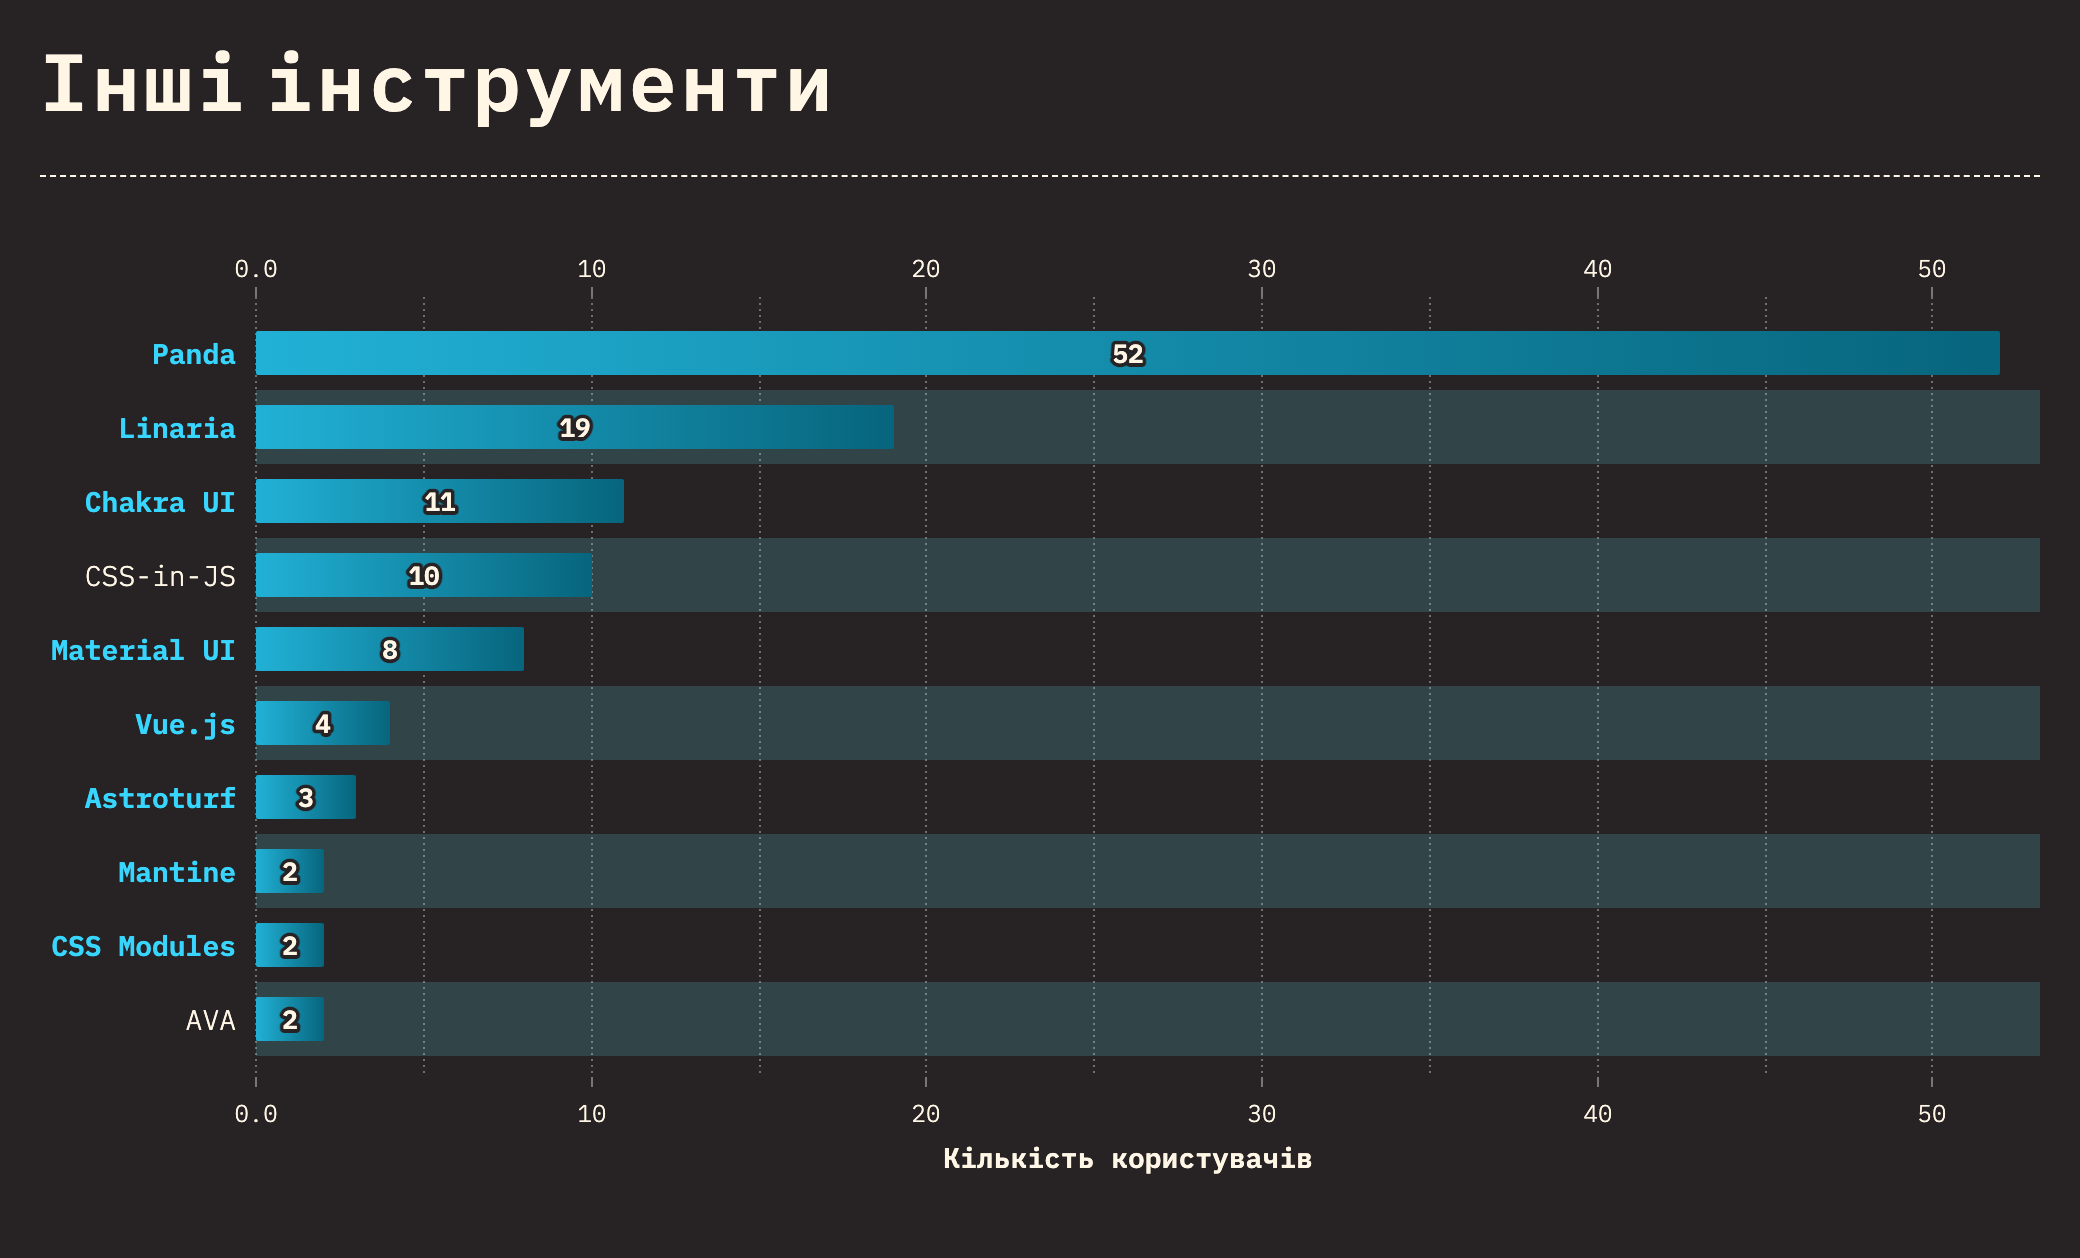 Інші інструменти
0.0 10 20 30 40 50
Panda 52
Linaria 19
Chakra UI 11
CSS-in-JS 10
Material UI 8
Vue.js 4
Astroturf 3
Mantine 2
CSS Modules 2
AVA 2
0.0 10 20 30 40 50
Кількість користувачів